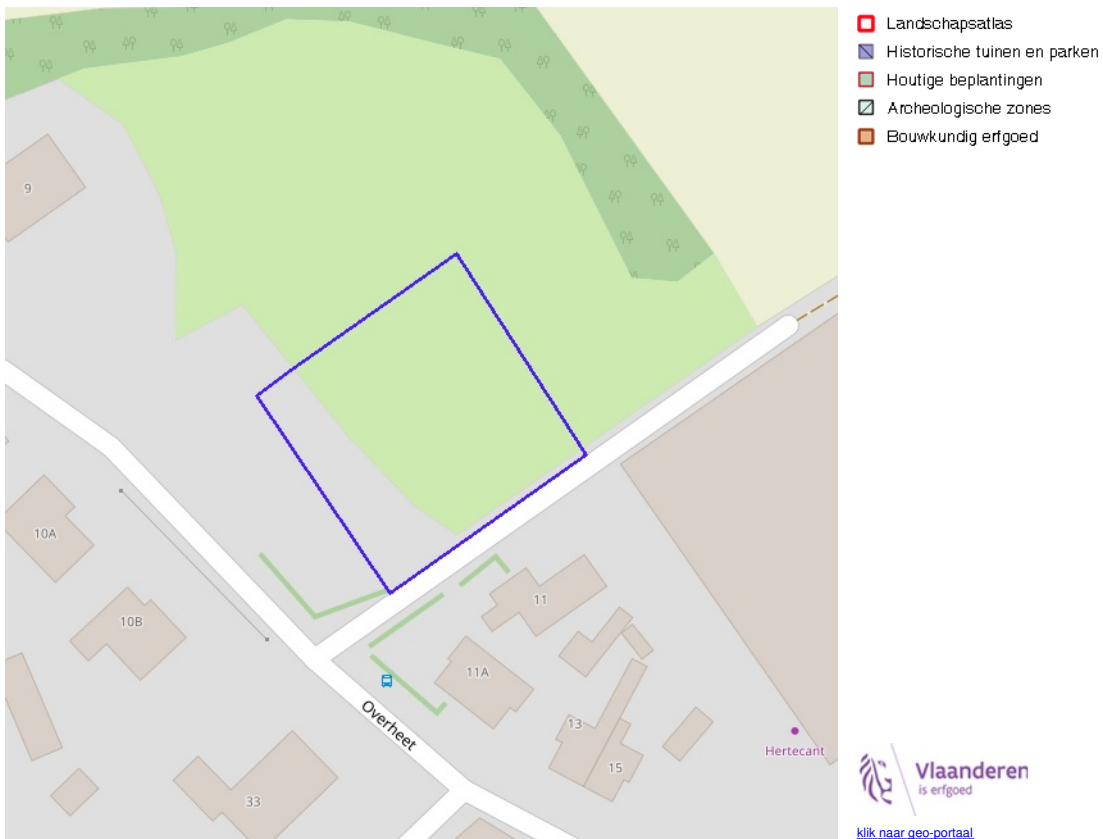 Landschapsatlas
Historische tuinen en parken
Houtige beplantingen
Archeologische zones
Bouwkundig erfgoed
9
10A
10B
11
11A
Overheet
13
15
Hertecant
33
Vlaanderen
is erfgoed
klik naar geo-portaal